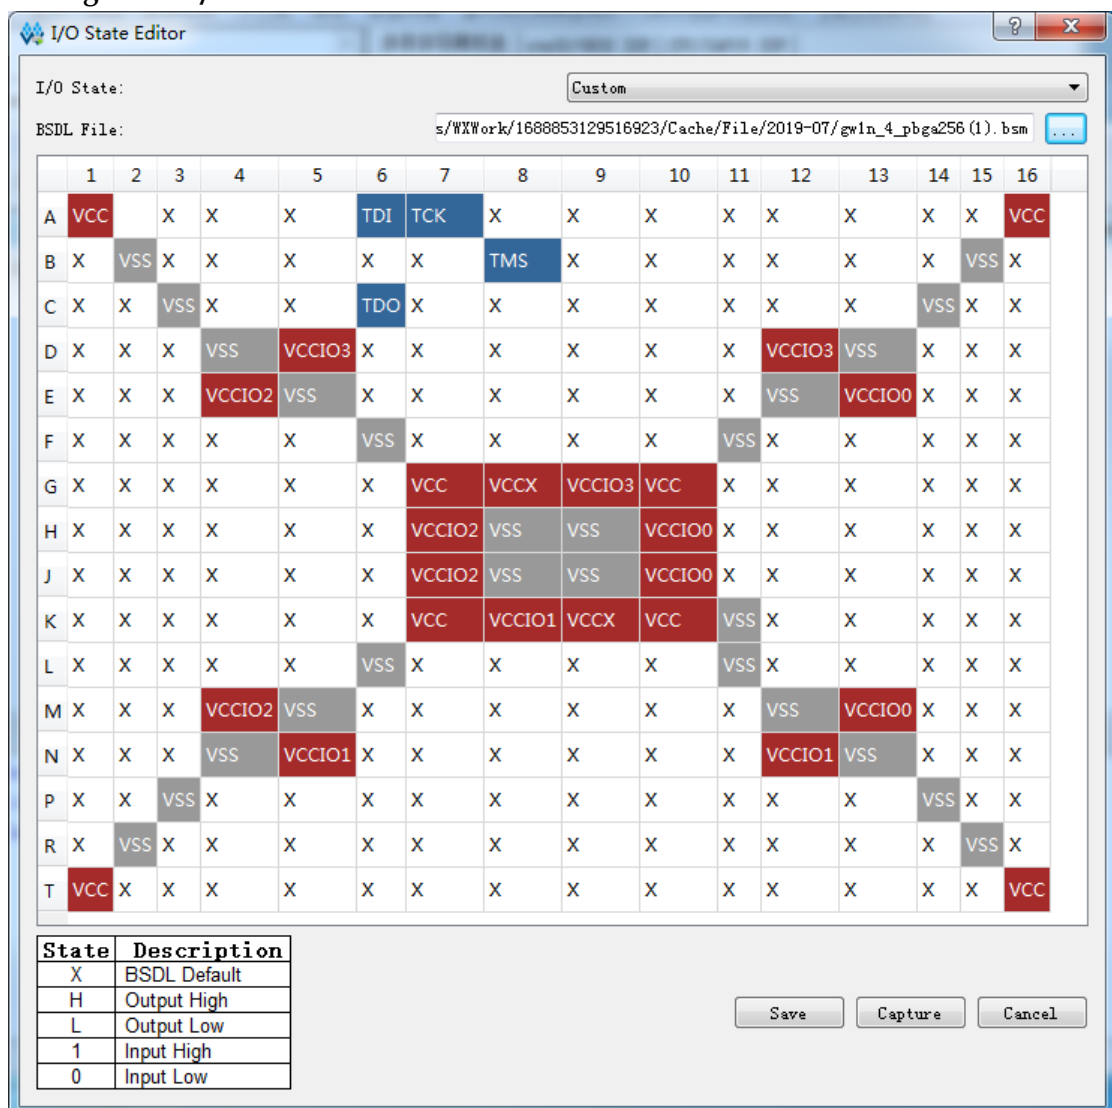 I/O State Editor
I/O State:
Custom
BSDL File:
s/WXWork/1688853129516923/Cache/File/2019-07/gw1n_4_pbga256(1).bsm
...
1 2 3 4 5 6 7 8 9 10 11 12 13 14 15 16
A VCC X X X TDI TCK X X X X X X X X VCC
B X VSS X X X X X TMS X X X X X X VSS X
C X X VSS X X TDO X X X X X X X VSS X X
D X X X VSS VCCIO3 X X X X X X VCCIO3 VSS X X X
E X X X VCCIO2 VSS X X X X X X VSS VCCIO0 X X X
F X X X X X VSS X X X X VSS X X X X X
G X X X X X X VCC VCCX VCCIO3 VCC X X X X X X
H X X X X X X VCCIO2 VSS VSS VCCIO0 X X X X X X
J X X X X X X VCCIO2 VSS VSS VCCIO0 X X X X X X
K X X X X X X VCC VCCIO1 VCCX VCC VSS X X X X X
L X X X X X VSS X X X X VSS X X X X X
M X X X VCCIO2 VSS X X X X X X VSS VCCIO0 X X X
N X X X VSS VCCIO1 X X X X X X VCCIO1 VSS X X X
P X X VSS X X X X X X X X X X VSS X X
R X VSS X X X X X X X X X X X X VSS X
T VCC X X X X X X X X X X X X X X VCC
State Description
X BSDL Default
H Output High
L Output Low
1 Input High
0 Input Low
Save Capture Cancel